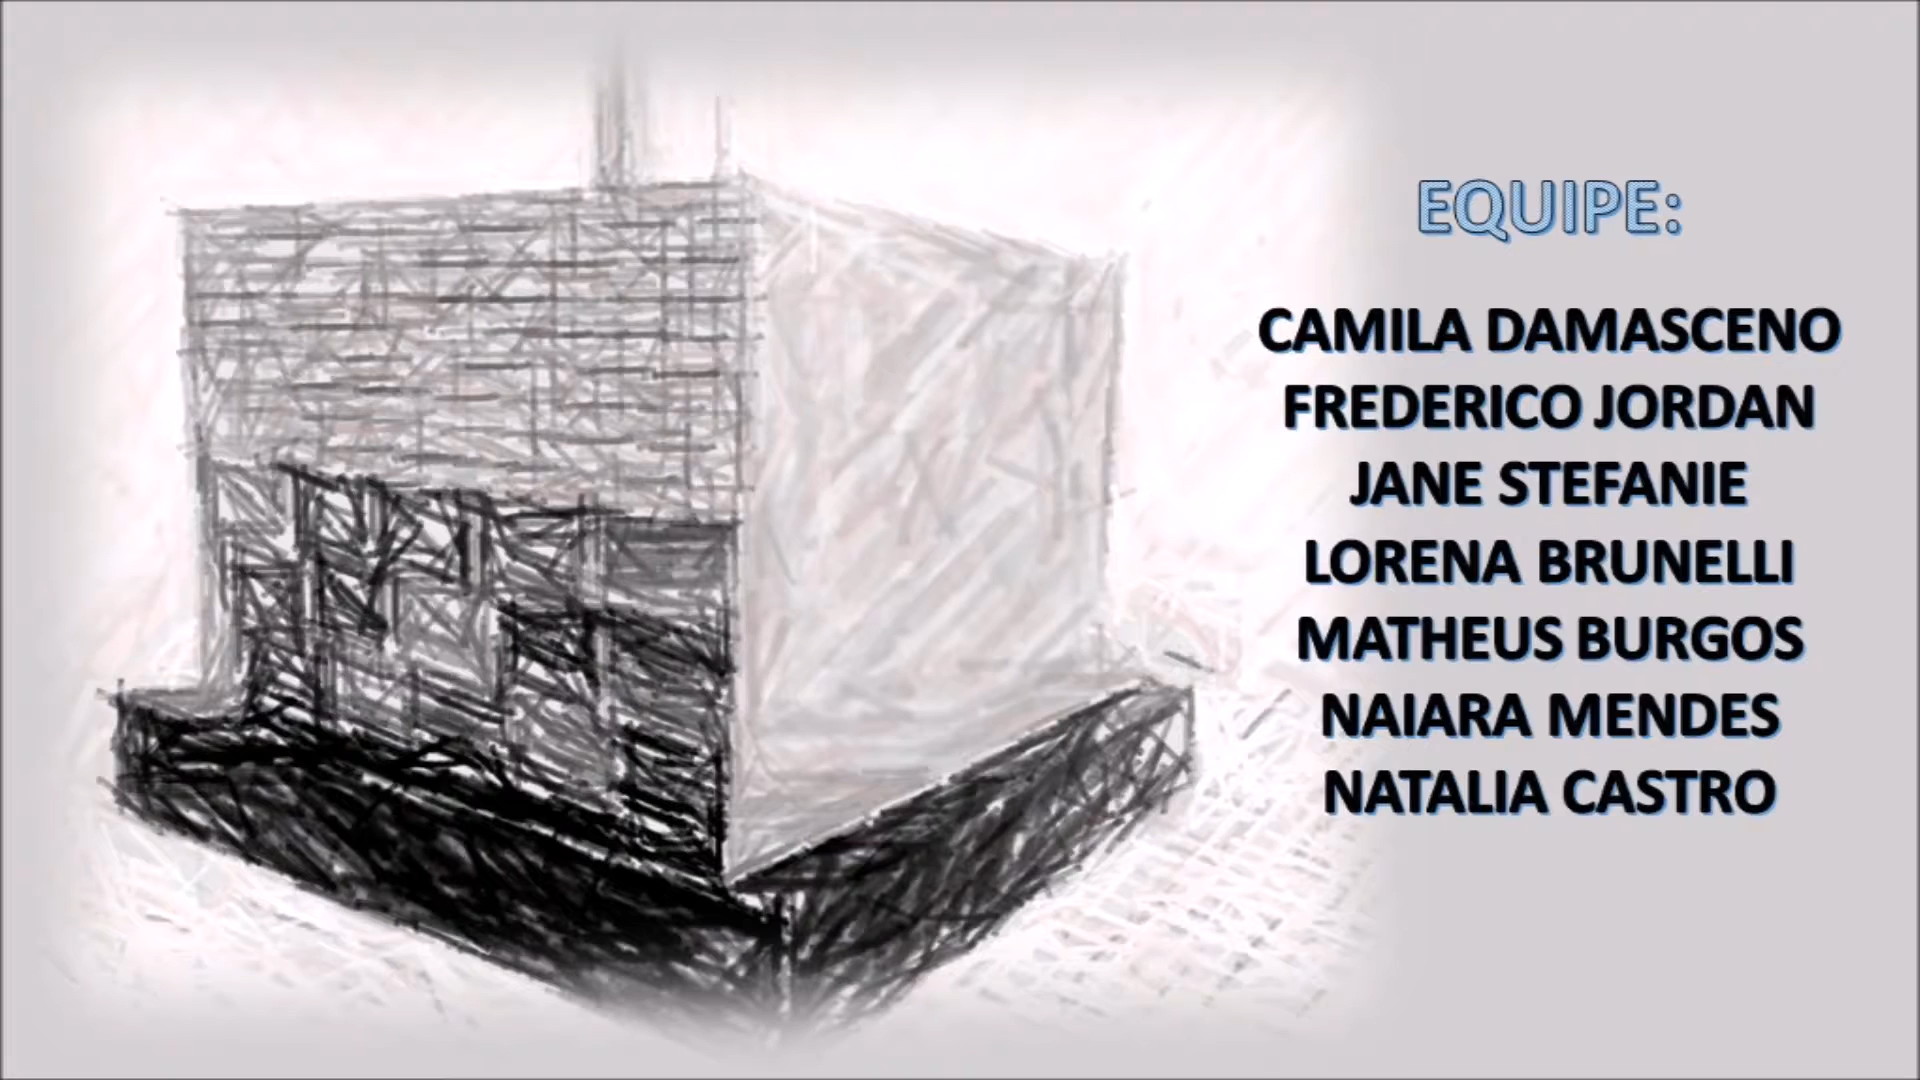 EQUIPE:
CAMILA DAMASCENO
FREDERICO JORDAN
JANE STEFANIE
LORENA BRUNELLI
MATHEUS BURGOS
NAIARA MENDES
NATALIA CASTRO